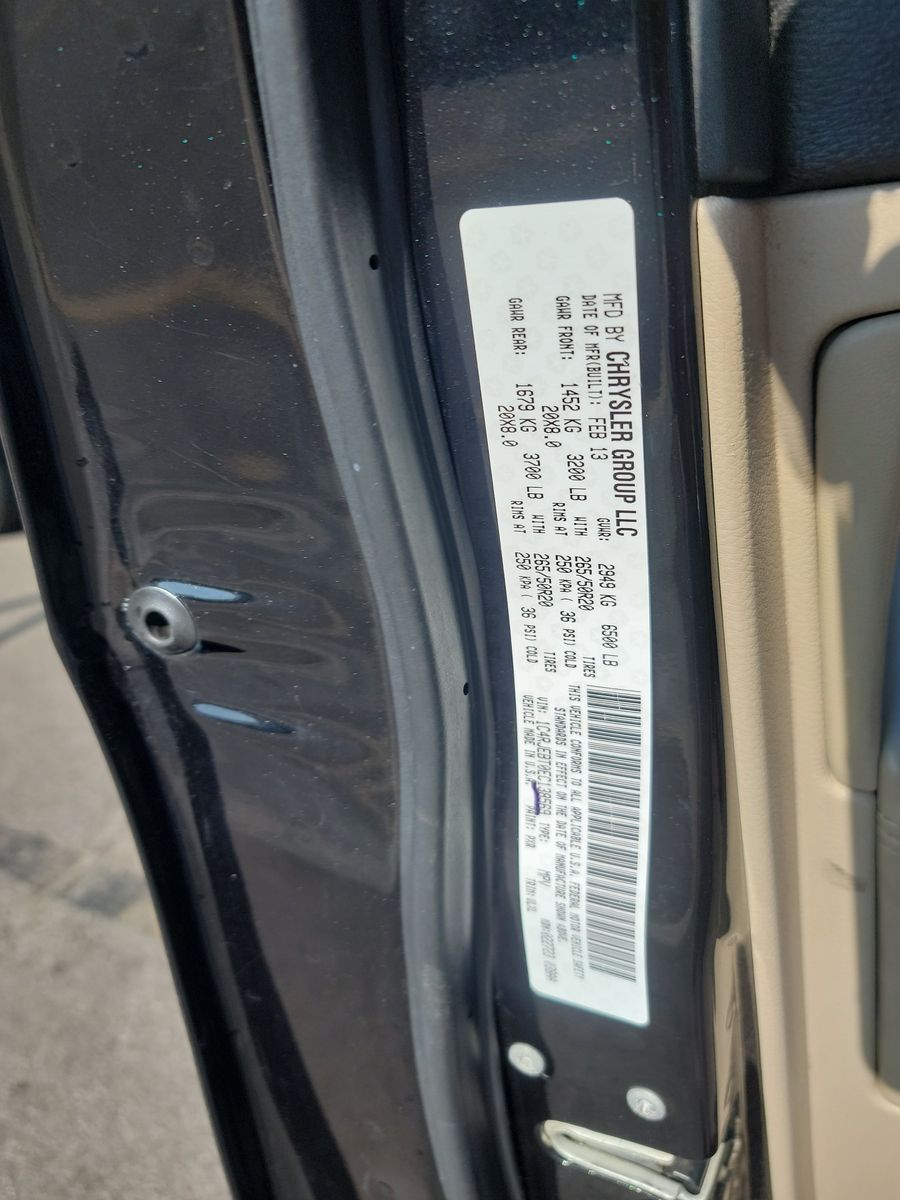 MFD BY CHRYSLER GROUP LLC
DATE OF MFR(BUILT): FEB 13 GVWR: 2949 KG 6500 LB
GAWR FRONT: 1452 KG 3200 LB WITH 265/50R20 TIRES
20X8.0 RIMS AT 250 KPA ( 36 PSI) COLD
GAWR REAR: 1679 KG 3700 LB WITH 265/50R20 TIRES
20X8.0 RIMS AT 250 KPA ( 36 PSI) COLD
THIS VEHICLE CONFORMS TO ALL APPLICABLE U.S.A. FEDERAL MOTOR VEHICLE SAFETY
STANDARDS IN EFFECT ON THE DATE OF MANUFACTURE SHOWN ABOVE.
VIN: 1C4RJEBT0EC138569 TYPE: MPV
VEHICLE MADE IN U.S.A. PAINT: PXR TRIM: